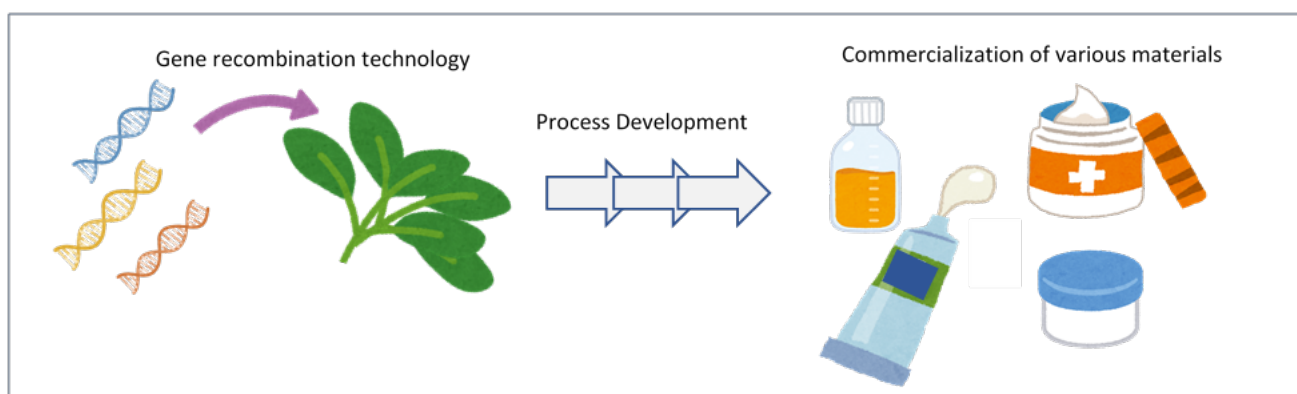 Gene recombination technology
Process Development
Commercialization of various materials